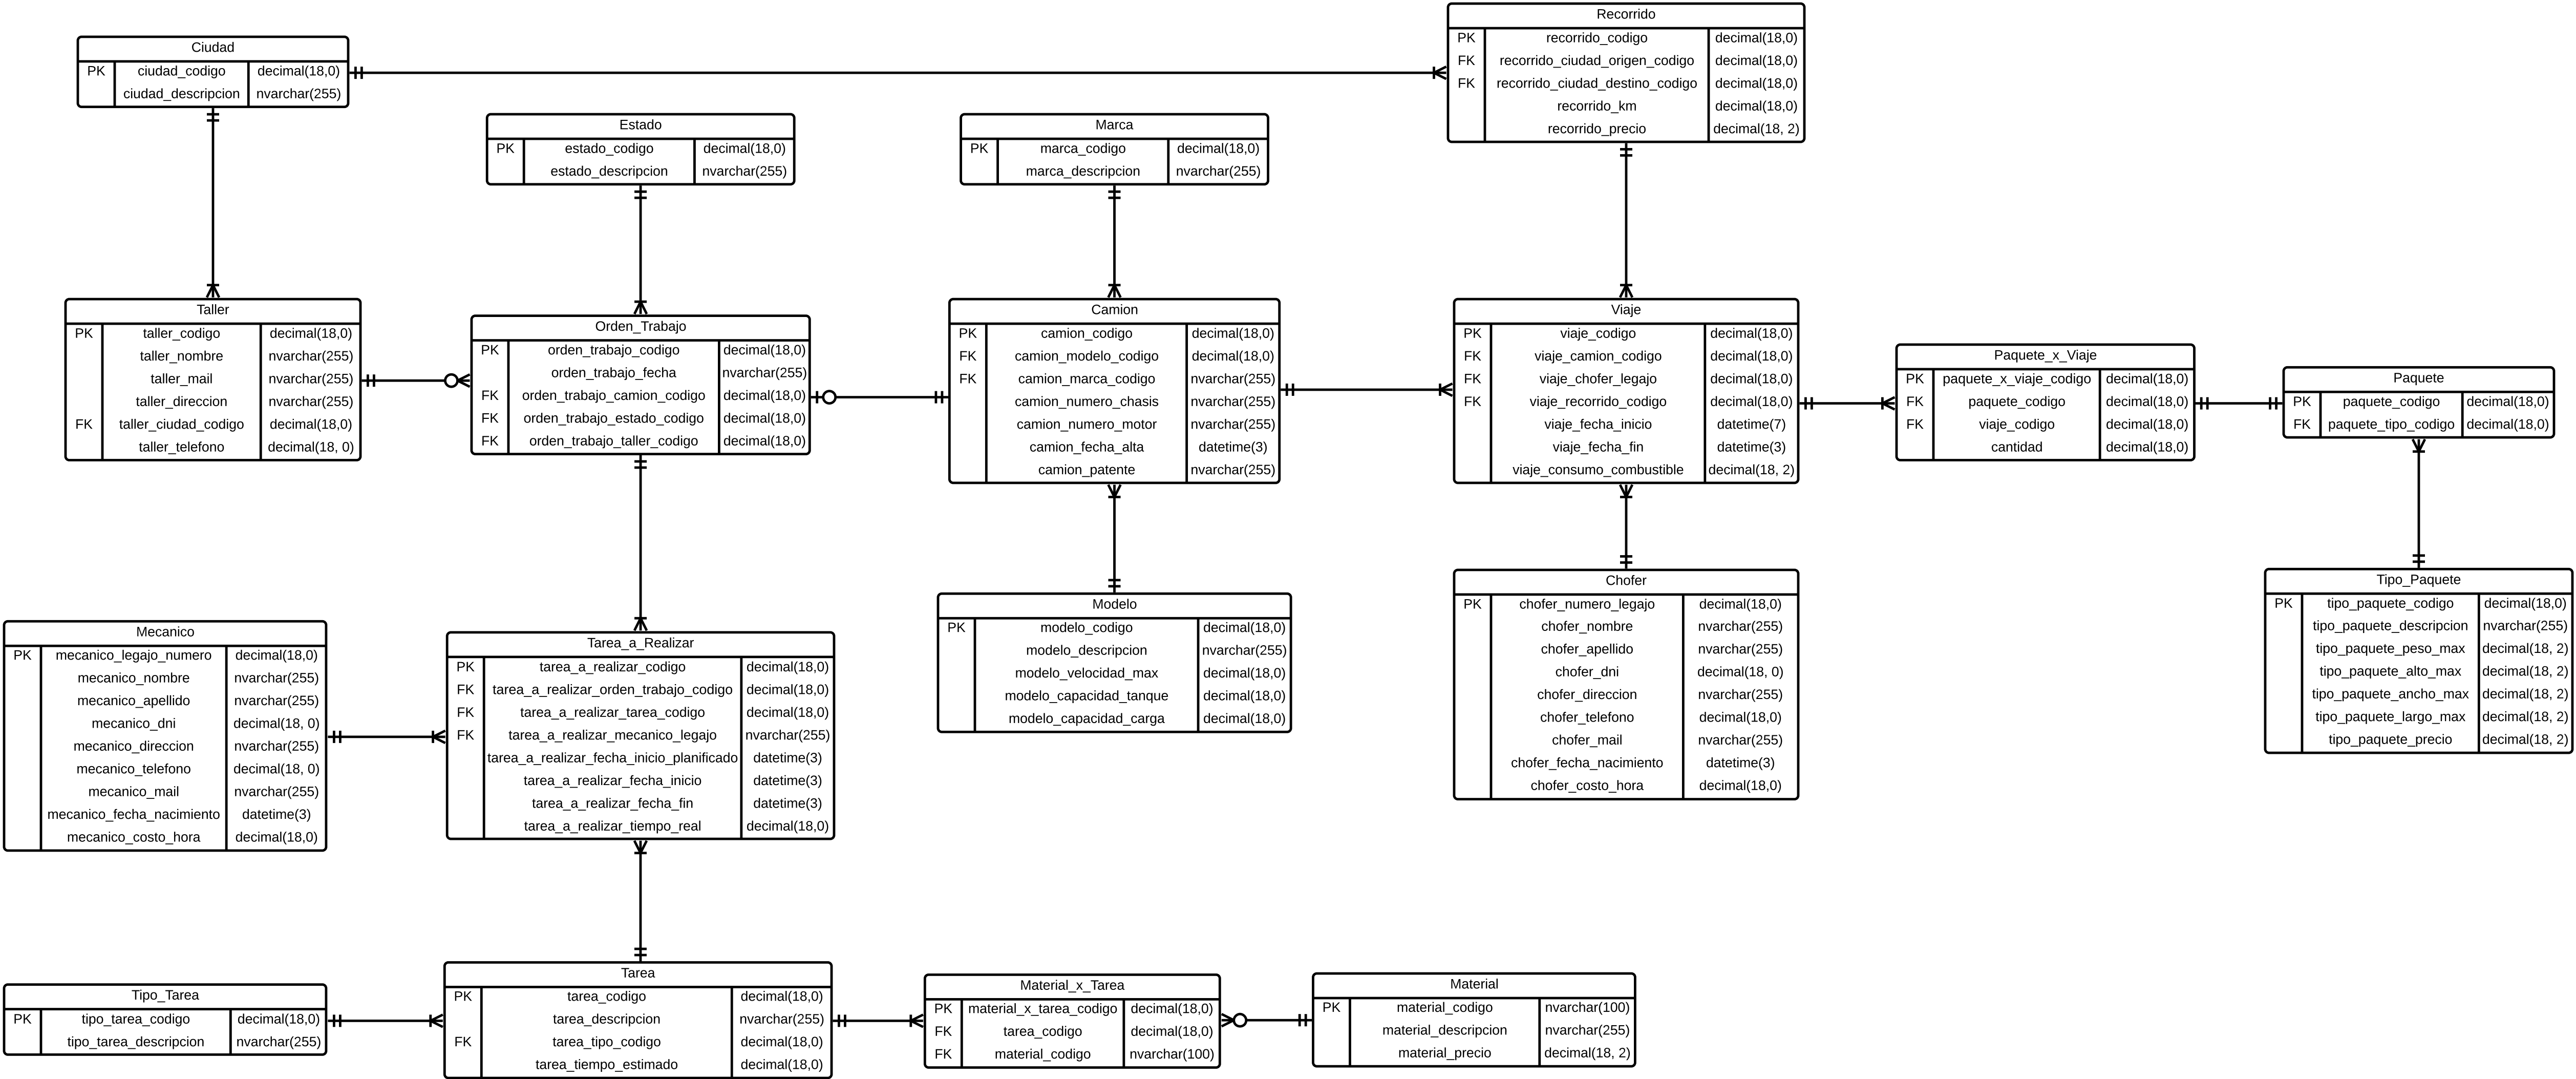 Ciudad
PK ciudad_codigo decimal(18,0)
ciudad_descripcion nvarchar(255)
Recorrido
PK recorrido_codigo decimal(18,0)
FK recorrido_ciudad_origen_codigo decimal(18,0)
FK recorrido_ciudad_destino_codigo decimal(18,0)
recorrido_km decimal(18,0)
recorrido_precio decimal(18, 2)
Estado
PK estado_codigo decimal(18,0)
estado_descripcion nvarchar(255)
Marca
PK marca_codigo decimal(18,0)
marca_descripcion nvarchar(255)
Taller
PK taller_codigo decimal(18,0)
taller_nombre nvarchar(255)
taller_mail nvarchar(255)
taller_direccion nvarchar(255)
FK taller_ciudad_codigo decimal(18,0)
taller_telefono decimal(18, 0)
Orden_Trabajo
PK orden_trabajo_codigo decimal(18,0)
orden_trabajo_fecha nvarchar(255)
FK orden_trabajo_camion_codigo decimal(18,0)
FK orden_trabajo_estado_codigo decimal(18,0)
FK orden_trabajo_taller_codigo decimal(18,0)
Camion
PK camion_codigo decimal(18,0)
FK camion_modelo_codigo decimal(18,0)
FK camion_marca_codigo nvarchar(255)
camion_numero_chasis nvarchar(255)
camion_numero_motor nvarchar(255)
camion_fecha_alta datetime(3)
camion_patente nvarchar(255)
Viaje
PK viaje_codigo decimal(18,0)
FK viaje_camion_codigo decimal(18,0)
FK viaje_chofer_legajo decimal(18,0)
FK viaje_recorrido_codigo decimal(18,0)
viaje_fecha_inicio datetime(7)
viaje_fecha_fin datetime(3)
viaje_consumo_combustible decimal(18, 2)
Paquete_x_Viaje
PK paquete_x_viaje_codigo decimal(18,0)
FK paquete_codigo decimal(18,0)
FK viaje_codigo decimal(18,0)
cantidad decimal(18,0)
Paquete
PK paquete_codigo decimal(18,0)
FK paquete_tipo_codigo decimal(18,0)
Mecanico
PK mecanico_legajo_numero decimal(18,0)
mecanico_nombre nvarchar(255)
mecanico_apellido nvarchar(255)
mecanico_dni decimal(18, 0)
mecanico_direccion nvarchar(255)
mecanico_telefono decimal(18, 0)
mecanico_mail nvarchar(255)
mecanico_fecha_nacimiento datetime(3)
mecanico_costo_hora decimal(18,0)
Tarea_a_Realizar
PK tarea_a_realizar_codigo decimal(18,0)
FK tarea_a_realizar_orden_trabajo_codigo decimal(18,0)
FK tarea_a_realizar_tarea_codigo decimal(18,0)
FK tarea_a_realizar_mecanico_legajo nvarchar(255)
tarea_a_realizar_fecha_inicio_planificado datetime(3)
tarea_a_realizar_fecha_inicio datetime(3)
tarea_a_realizar_fecha_fin datetime(3)
tarea_a_realizar_tiempo_real decimal(18,0)
Modelo
PK modelo_codigo decimal(18,0)
modelo_descripcion nvarchar(255)
modelo_velocidad_max decimal(18,0)
modelo_capacidad_tanque decimal(18,0)
modelo_capacidad_carga decimal(18,0)
Chofer
PK chofer_numero_legajo decimal(18,0)
chofer_nombre nvarchar(255)
chofer_apellido nvarchar(255)
chofer_dni decimal(18, 0)
chofer_direccion nvarchar(255)
chofer_telefono decimal(18,0)
chofer_mail nvarchar(255)
chofer_fecha_nacimiento datetime(3)
chofer_costo_hora decimal(18,0)
Tipo_Paquete
PK tipo_paquete_codigo decimal(18,0)
tipo_paquete_descripcion nvarchar(255)
tipo_paquete_peso_max decimal(18, 2)
tipo_paquete_alto_max decimal(18, 2)
tipo_paquete_ancho_max decimal(18, 2)
tipo_paquete_largo_max decimal(18, 2)
tipo_paquete_precio decimal(18, 2)
Tipo_Tarea
PK tipo_tarea_codigo decimal(18,0)
tipo_tarea_descripcion nvarchar(255)
Tarea
PK tarea_codigo decimal(18,0)
tarea_descripcion nvarchar(255)
FK tarea_tipo_codigo decimal(18,0)
tarea_tiempo_estimado decimal(18,0)
Material_x_Tarea
PK material_x_tarea_codigo decimal(18,0)
FK tarea_codigo decimal(18,0)
FK material_codigo nvarchar(100)
Material
PK material_codigo nvarchar(100)
material_descripcion nvarchar(255)
material_precio decimal(18, 2)